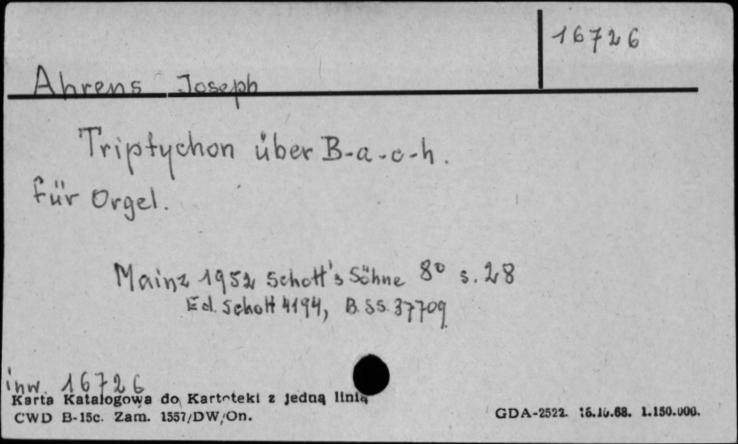 16726
Ahrens Joseph
Triptychon über B-a-c-h.
für Orgel.
Mainz 1952 Schott's Söhne 8° s. 28
Ed. Schott 4194, B.SS. 37709
inw. 16726
Karta Katalogowa do Kartoteki z jedną linią
CWD B-15c. Zam. 1557/DW/On.
GDA-2522. 16.10.68. 1.150.000.